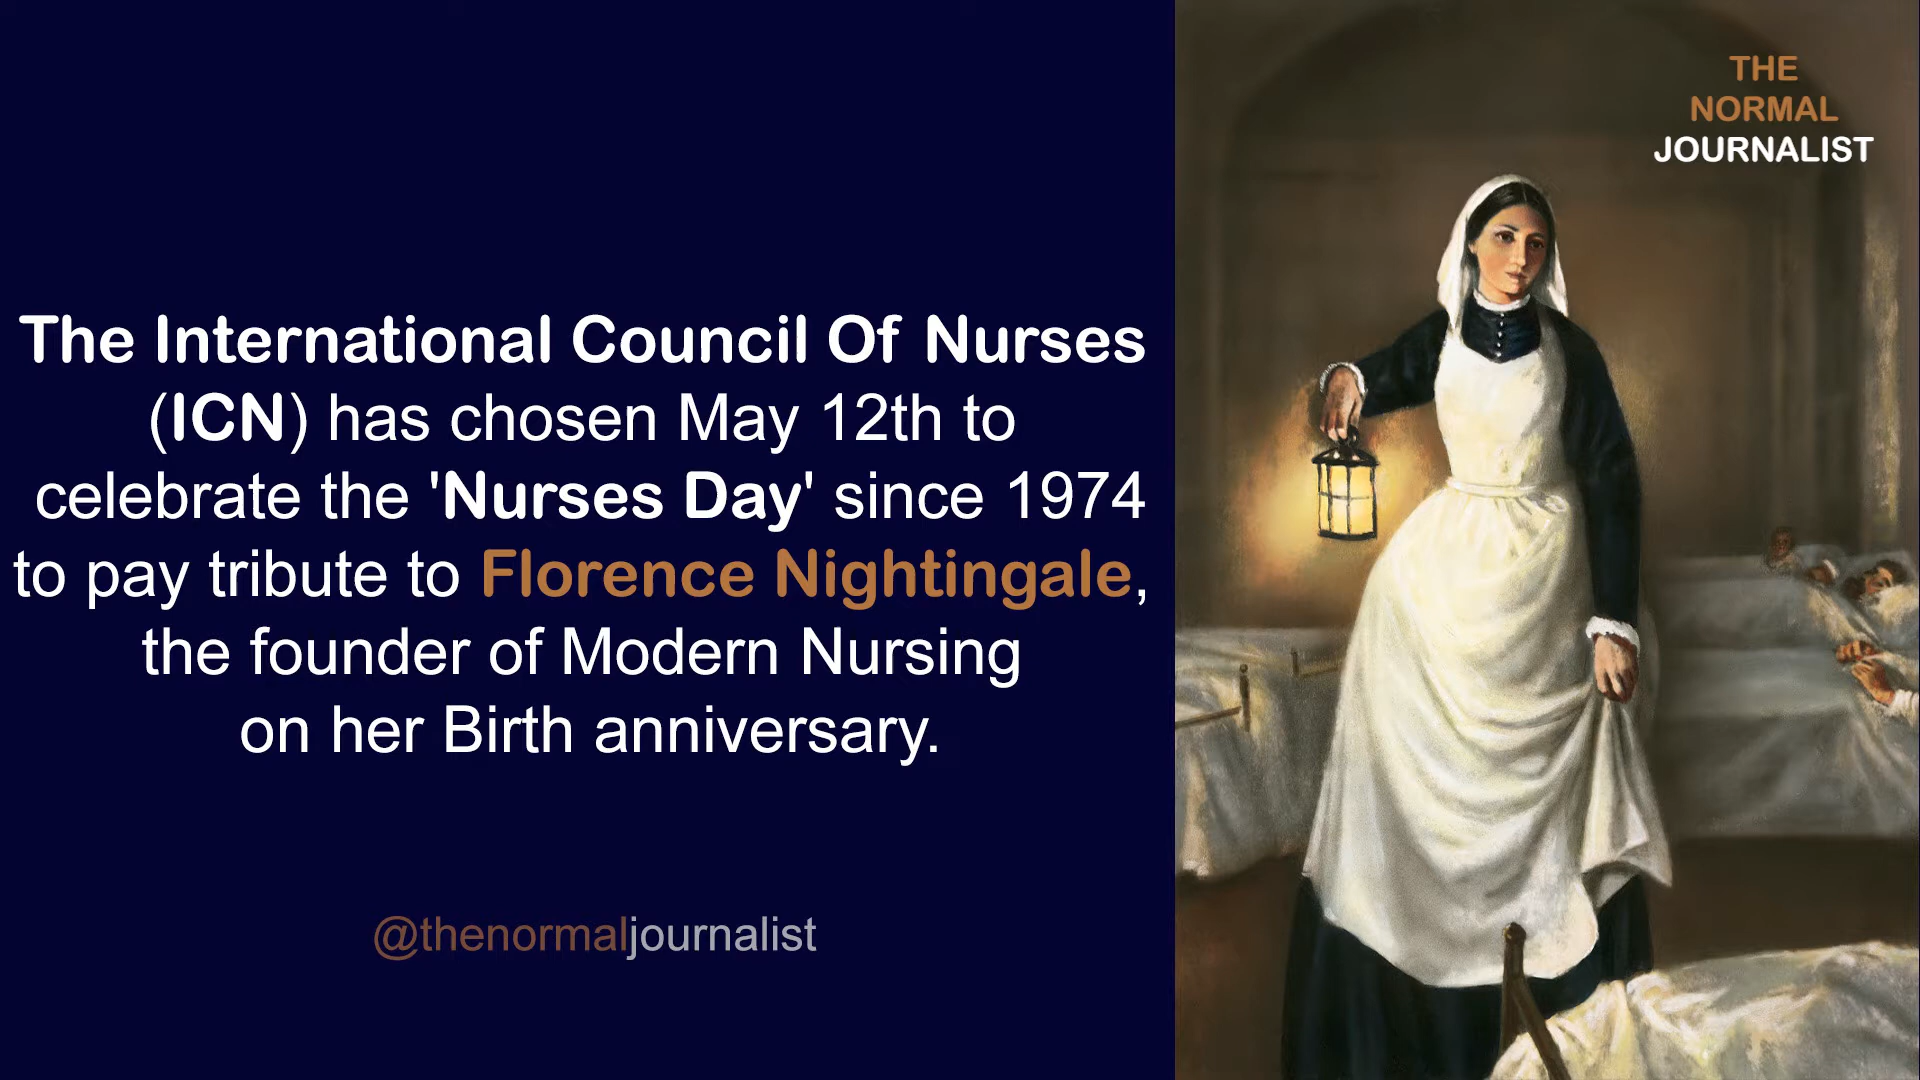 The International Council Of Nurses
(ICN) has chosen May 12th to
celebrate the 'Nurses Day' since 1974
to pay tribute to Florence Nightingale,
the founder of Modern Nursing
on her Birth anniversary.
@thenormaljournalist
THE
NORMAL
JOURNALIST